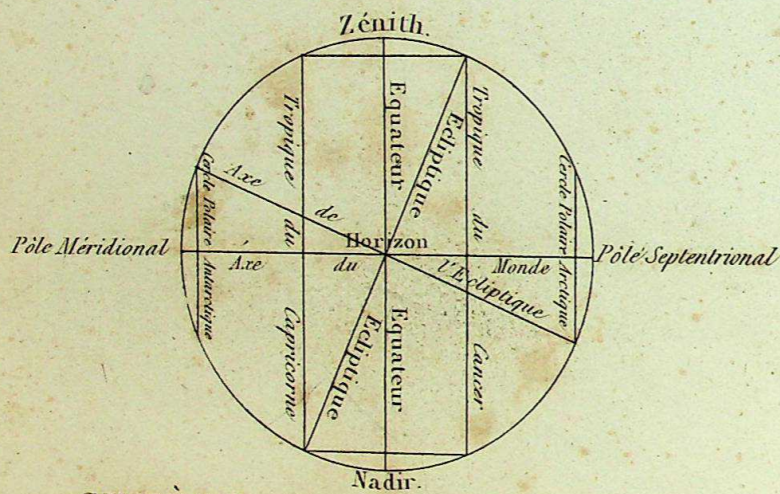 Zénith.
Tropique du Capricorne
Equateur
Ecliptique
Tropique du Cancer
Cercle Polaire Antarctique
Cercle Polaire Arctique
Axe de l'Ecliptique
Horizon
Pôle Méridional
Axe du Monde
Pôle Septentrional
Ecliptique
Equateur
Nadir.